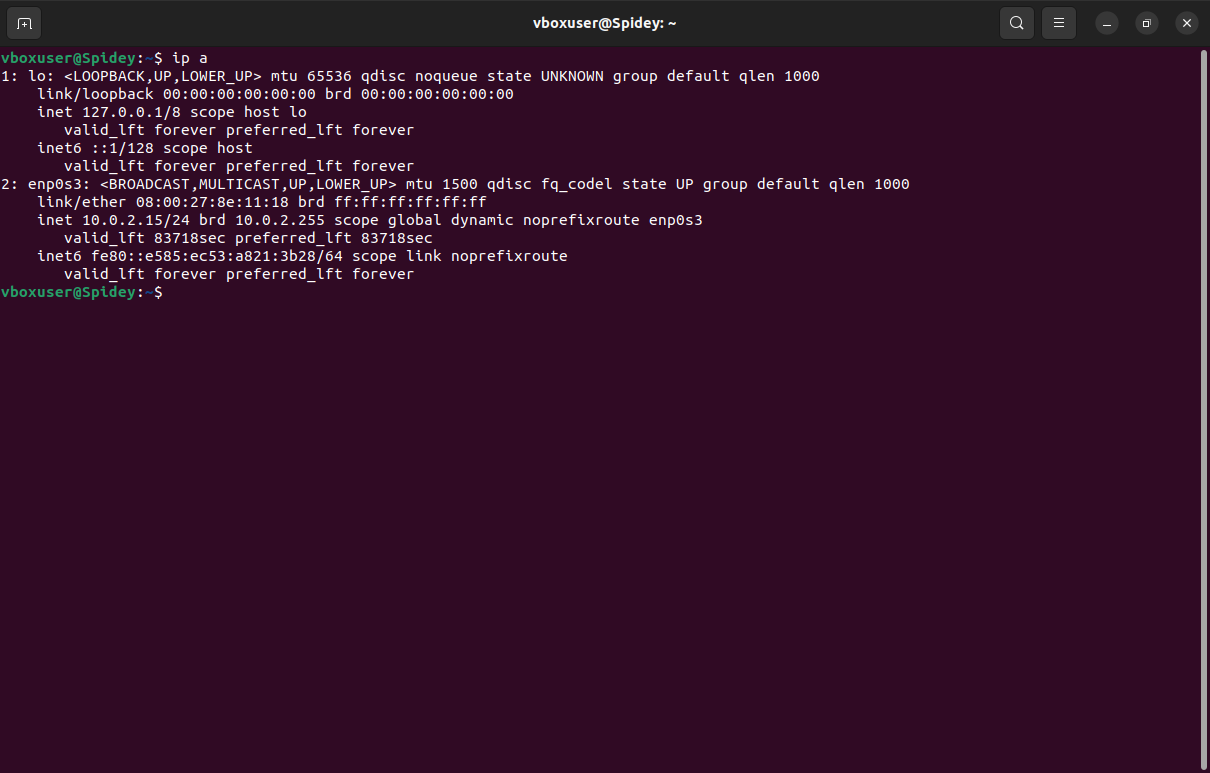 vboxuser@Spidey: ~
vboxuser@Spidey:~$ ip a
1: lo: <LOOPBACK,UP,LOWER_UP> mtu 65536 qdisc noqueue state UNKNOWN group default qlen 1000
    link/loopback 00:00:00:00:00:00 brd 00:00:00:00:00:00
    inet 127.0.0.1/8 scope host lo
       valid_lft forever preferred_lft forever
    inet6 ::1/128 scope host
       valid_lft forever preferred_lft forever
2: enp0s3: <BROADCAST,MULTICAST,UP,LOWER_UP> mtu 1500 qdisc fq_codel state UP group default qlen 1000
    link/ether 08:00:27:8e:11:18 brd ff:ff:ff:ff:ff:ff
    inet 10.0.2.15/24 brd 10.0.2.255 scope global dynamic noprefixroute enp0s3
       valid_lft 83718sec preferred_lft 83718sec
    inet6 fe80::e585:ec53:a821:3b28/64 scope link noprefixroute
       valid_lft forever preferred_lft forever
vboxuser@Spidey:~$